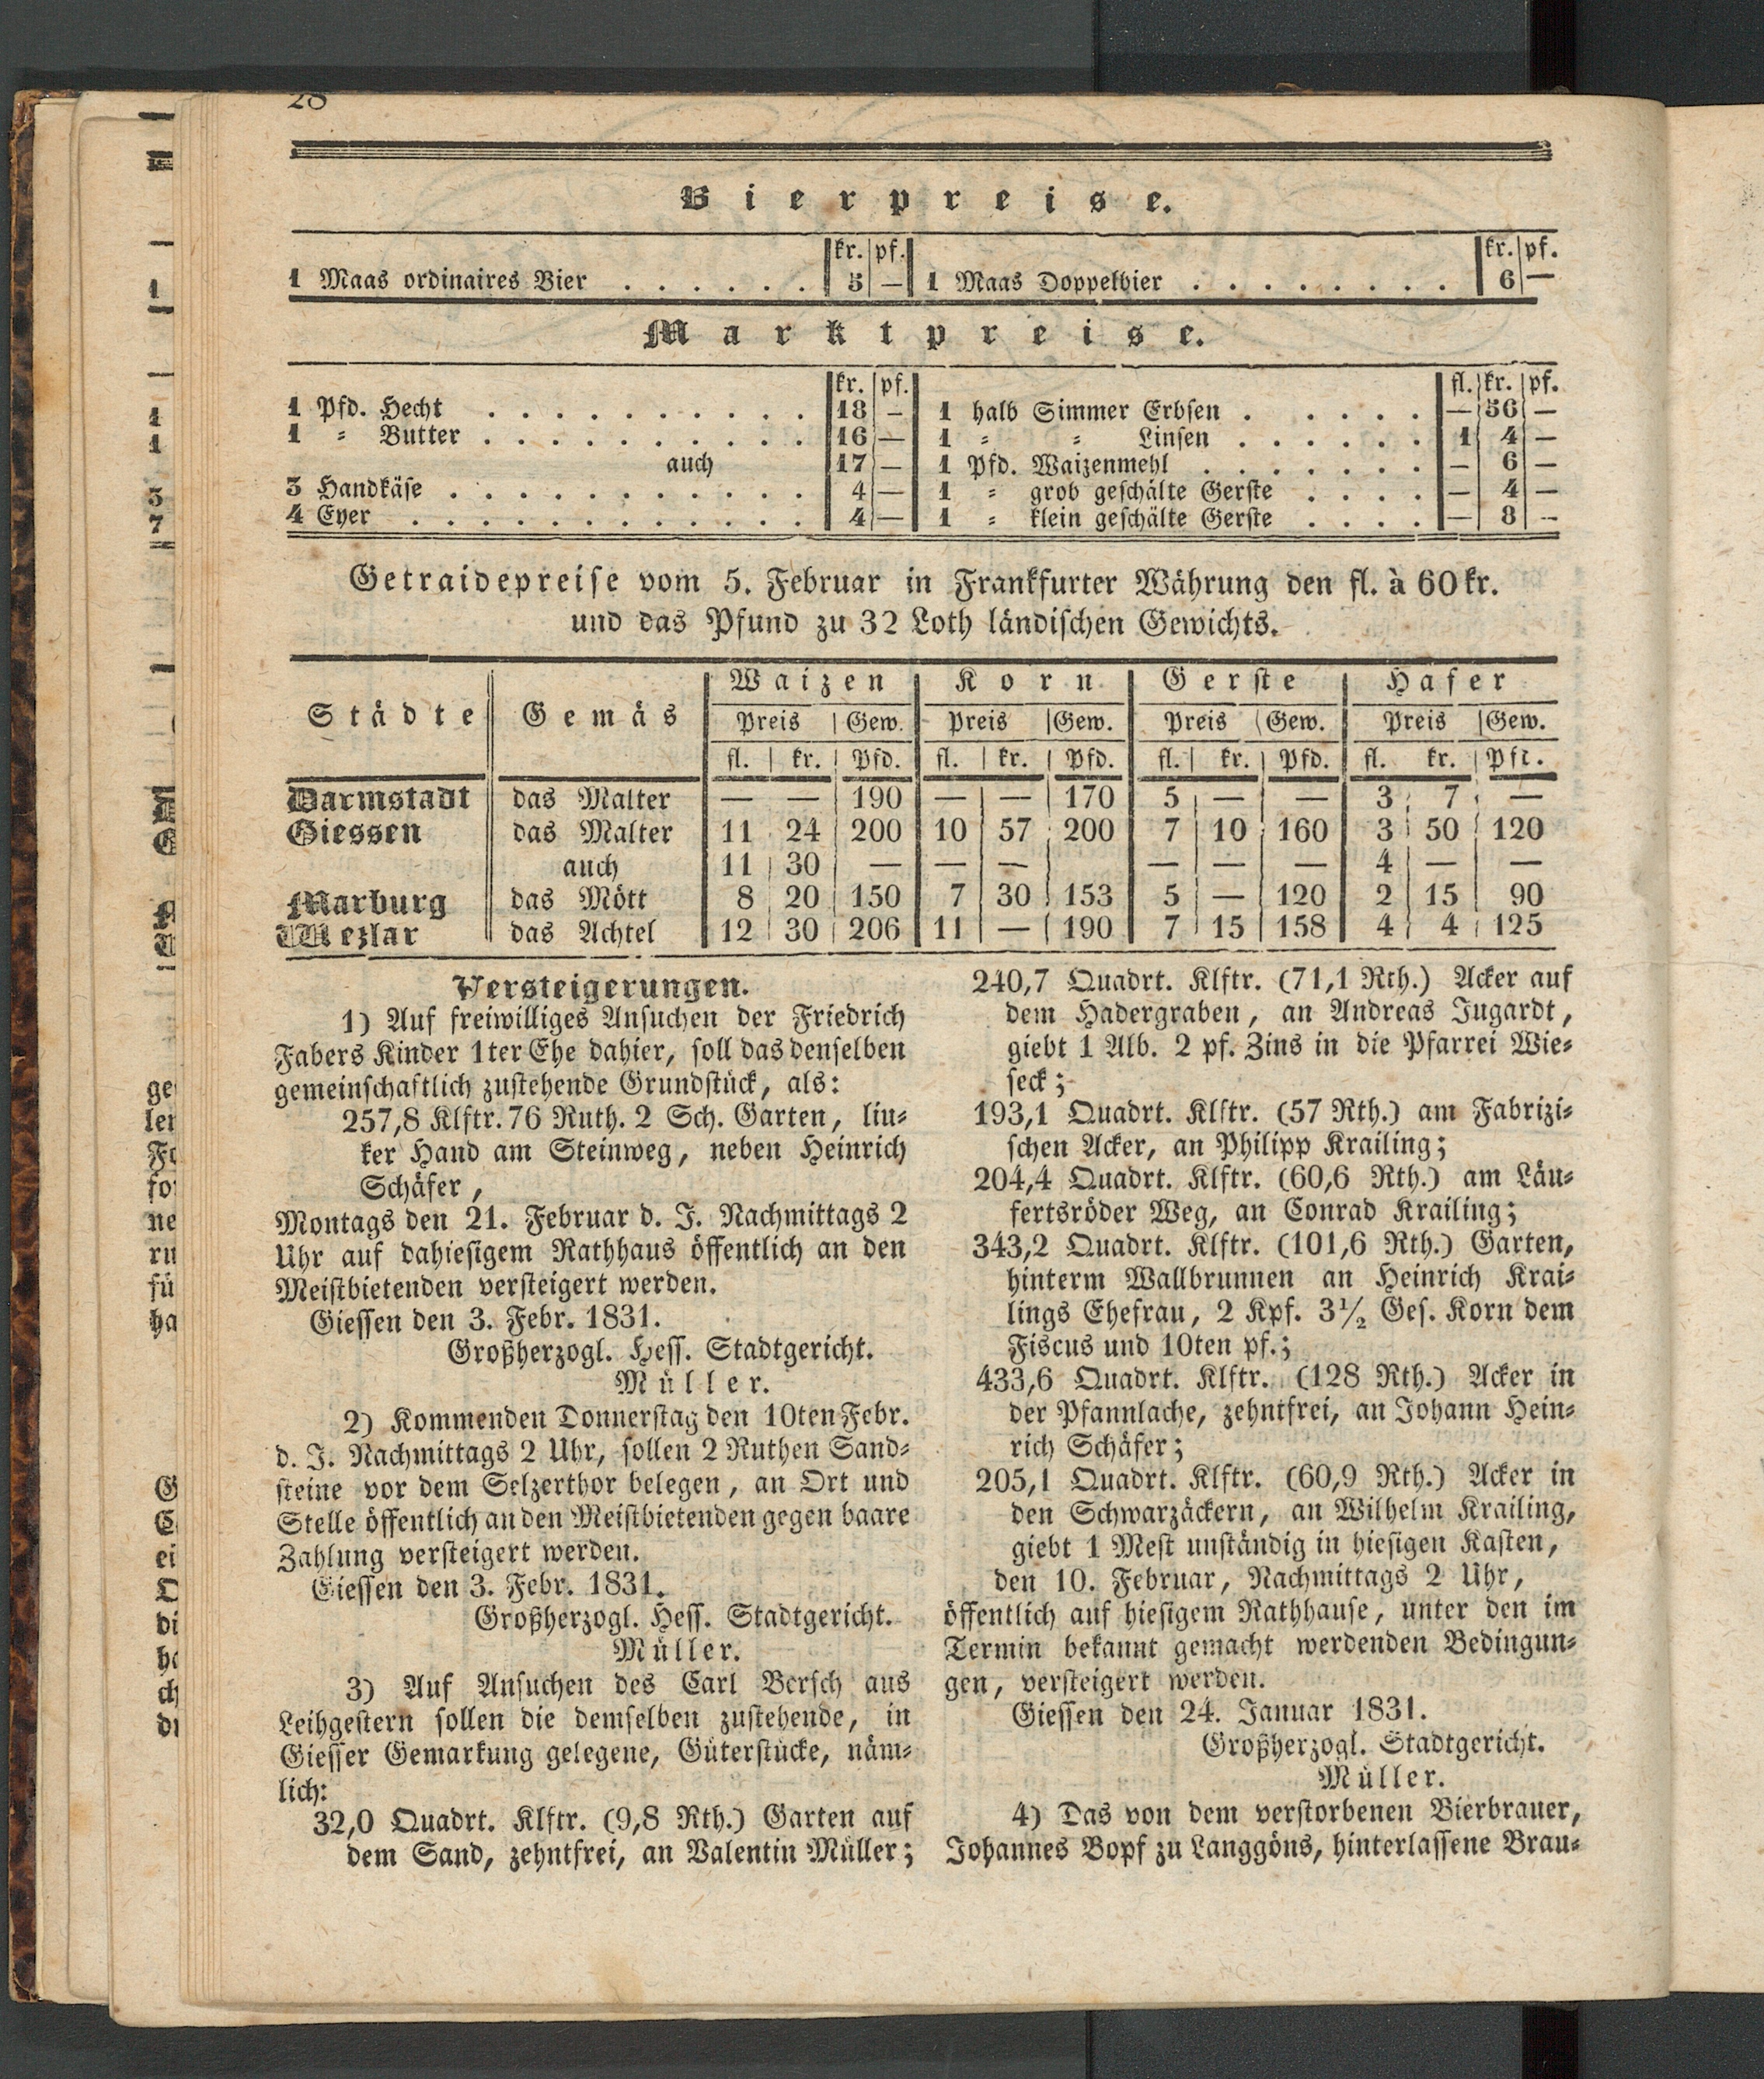 28
Bierpreise.
kr. pf. kr. pf.
1 Maas ordinaires Bier . . . . . . 5 — 1 Maas Doppelbier . . . . . . . . 6 —
Marktpreise.
kr. pf. fl. kr. pf.
1 Pfd. Hecht . . . . . . . . . . 18 — 1 halb Simmer Erbsen . . . . . — 56 —
1 = Butter . . . . . . . . . . 16 — 1 = = Linsen . . . . . . 1 4 —
auch 17 — 1 Pfd. Waizenmehl . . . . . . . — 6 —
3 Handkäse . . . . . . . . . . . 4 — 1 = grob geschälte Gerste . . . . — 4 —
4 Eyer . . . . . . . . . . . . 4 — 1 = klein geschälte Gerste . . . . — 8 —
Getraidepreise vom 5. Februar in Frankfurter Währung den fl. à 60 kr.
und das Pfund zu 32 Loth ländischen Gewichts.
Städte Gemäs Waizen Korn Gerste Hafer
Preis Gew. Preis Gew. Preis Gew. Preis Gew.
fl. kr. Pfd. fl. kr. Pfd. fl. kr. Pfd. fl. kr. Pfd.
Darmstadt das Malter — — 190 — — 170 5 — — 3 7 —
Giessen das Malter 11 24 200 10 57 200 7 10 160 3 50 120
auch 11 30 — — — — — — 4 — —
Marburg das Mött 8 20 150 7 30 153 5 — 120 2 15 90
Wezlar das Achtel 12 30 206 11 — 190 7 15 158 4 4 125
Versteigerungen.
1) Auf freiwilliges Ansuchen der Friedrich
Fabers Kinder 1ter Ehe dahier, soll das denselben
gemeinschaftlich zustehende Grundstück, als:
257,8 Klftr. 76 Ruth. 2 Sch. Garten, lin=
ker Hand am Steinweg, neben Heinrich
Schäfer,
Montags den 21. Februar d. J. Nachmittags 2
Uhr auf dahiesigem Rathhaus öffentlich an den
Meistbietenden versteigert werden.
Giessen den 3. Febr. 1831.
Großherzogl. Hess. Stadtgericht.
Müller.
2) Kommenden Donnerstag den 10ten Febr.
d. J. Nachmittags 2 Uhr, sollen 2 Ruthen Sand=
steine vor dem Selzerthor belegen, an Ort und
Stelle öffentlich an den Meistbietenden gegen baare
Zahlung versteigert werden.
Giessen den 3. Febr. 1831.
Großherzogl. Hess. Stadtgericht.
Müller.
3) Auf Ansuchen des Carl Bersch aus
Leihgestern sollen die demselben zustehende, in
Giesser Gemarkung gelegene, Güterstücke, näm=
lich:
32,0 Quadrt. Klftr. (9,8 Rth.) Garten auf
dem Sand, zehntfrei, an Valentin Müller;
240,7 Quadrt. Klftr. (71,1 Rth.) Acker auf
dem Hadergraben, an Andreas Jugardt,
giebt 1 Alb. 2 pf. Zins in die Pfarrei Wie=
seck;
193,1 Quadrt. Klftr. (57 Rth.) am Fabrizi=
schen Acker, an Philipp Krailing;
204,4 Quadrt. Klftr. (60,6 Rth.) am Läu=
fertsröder Weg, an Conrad Krailing;
343,2 Quadrt. Klftr. (101,6 Rth.) Garten,
hinterm Wallbrunnen an Heinrich Krai=
lings Ehefrau, 2 Kpf. 3½ Ges. Korn dem
Fiscus und 10ten pf.;
433,6 Quadrt. Klftr. (128 Rth.) Acker in
der Pfannlache, zehntfrei, an Johann Hein=
rich Schäfer;
205,1 Quadrt. Klftr. (60,9 Rth.) Acker in
den Schwarzäckern, an Wilhelm Krailing,
giebt 1 Mest unständig in hiesigen Kasten,
den 10. Februar, Nachmittags 2 Uhr,
öffentlich auf hiesigem Rathhause, unter den im
Termin bekannt gemacht werdenden Bedingun=
gen, versteigert werden.
Giessen den 24. Januar 1831.
Großherzogl. Stadtgericht.
Müller.
4) Das von dem verstorbenen Bierbrauer,
Johannes Bopf zu Langgöns, hinterlassene Brau=